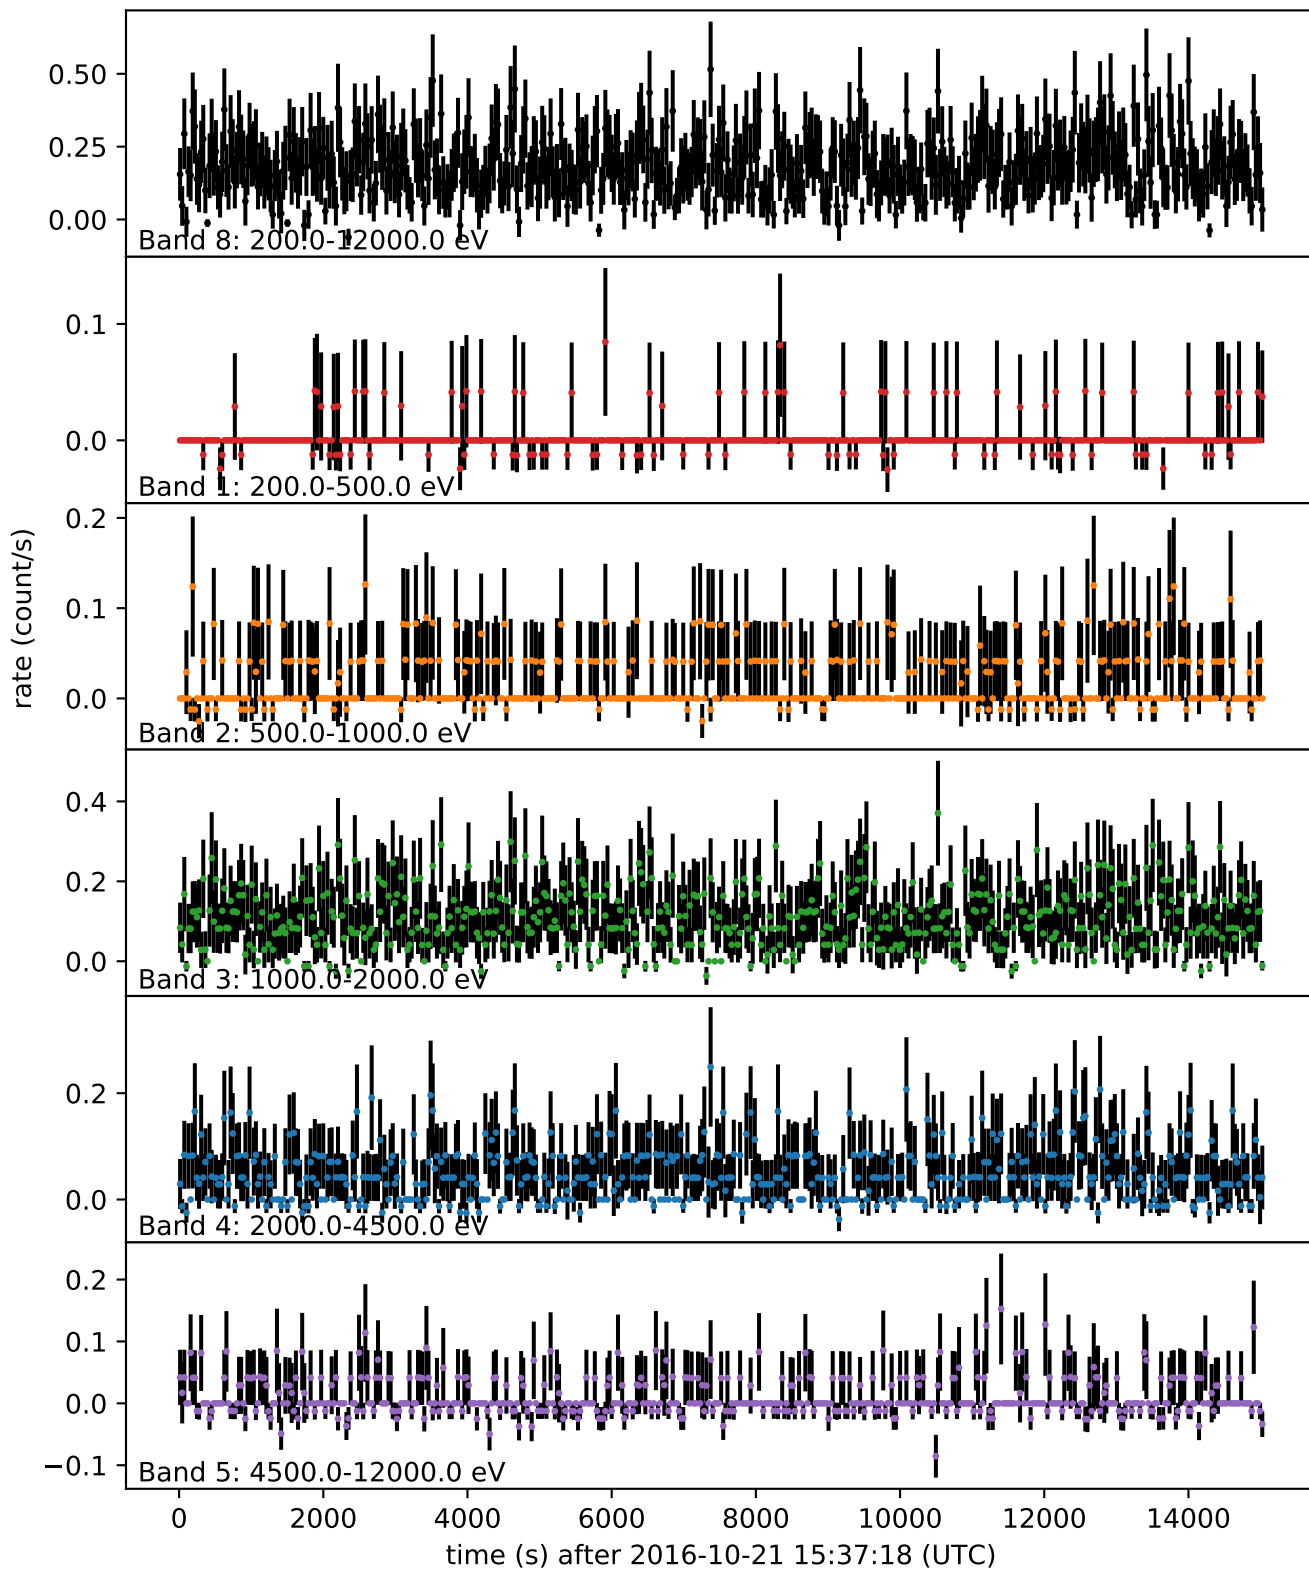 0.50
0.25
0.00
Band 8: 200.0-12000.0 eV
0.1
0.0
Band 1: 200.0-500.0 eV
0.2
0.1
0.0
Band 2: 500.0-1000.0 eV
rate (count/s)
0.4
0.2
0.0
Band 3: 1000.0-2000.0 eV
0.2
0.0
Band 4: 2000.0-4500.0 eV
0.2
0.1
0.0
−0.1
Band 5: 4500.0-12000.0 eV
0 2000 4000 6000 8000 10000 12000 14000
time (s) after 2016-10-21 15:37:18 (UTC)